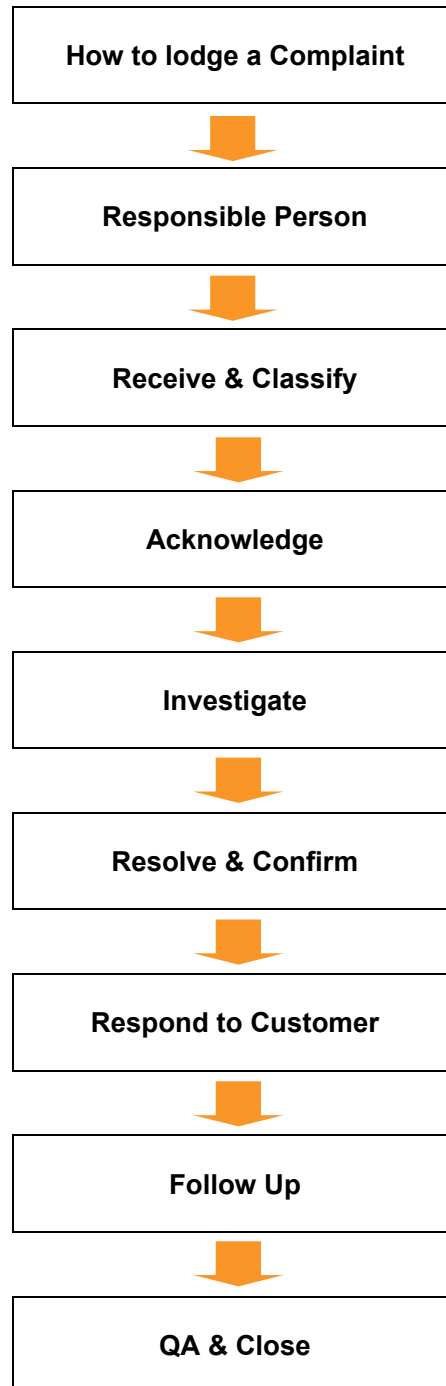 How to lodge a Complaint
Responsible Person
Receive & Classify
Acknowledge
Investigate
Resolve & Confirm
Respond to Customer
Follow Up
QA & Close